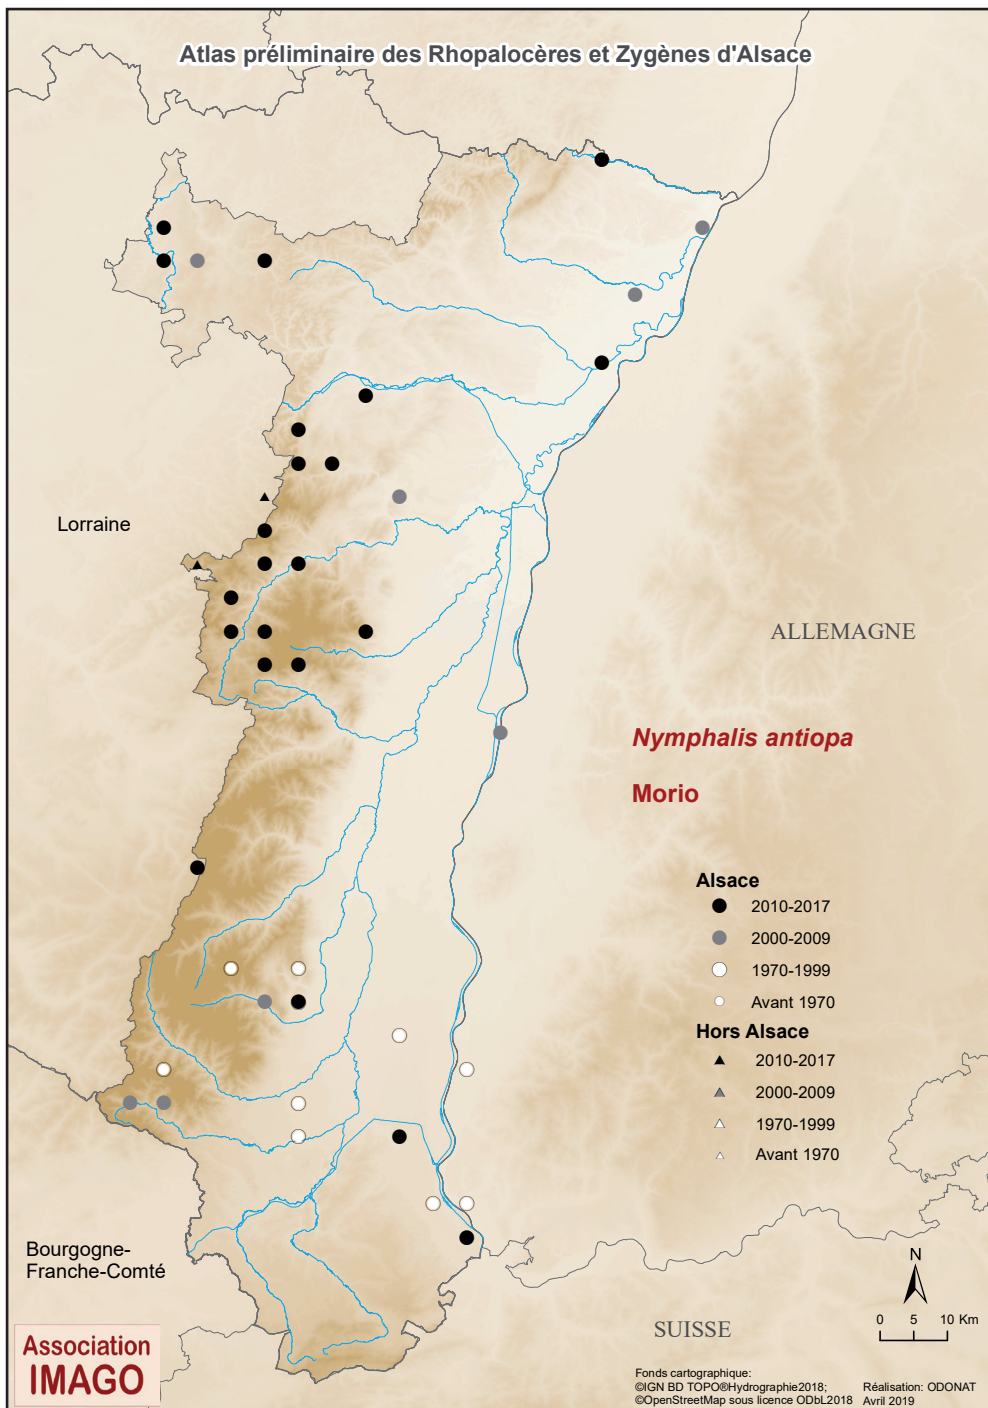 Atlas préliminaire des Rhopalocères et Zygènes d'Alsace
Lorraine
ALLEMAGNE
Nymphalis antiopa
Morio
Alsace
2010-2017
2000-2009
1970-1999
Avant 1970
Hors Alsace
2010-2017
2000-2009
1970-1999
Avant 1970
Bourgogne-
Franche-Comté
N
0 5 10 Km
SUISSE
Association
IMAGO
Fonds cartographique:
©IGN BD TOPO®Hydrographie2018;
©OpenStreetMap sous licence ODbL2018
Réalisation: ODONAT
Avril 2019